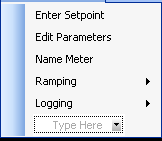 Enter Setpoint
Edit Parameters
Name Meter
Ramping
Logging
Type Here